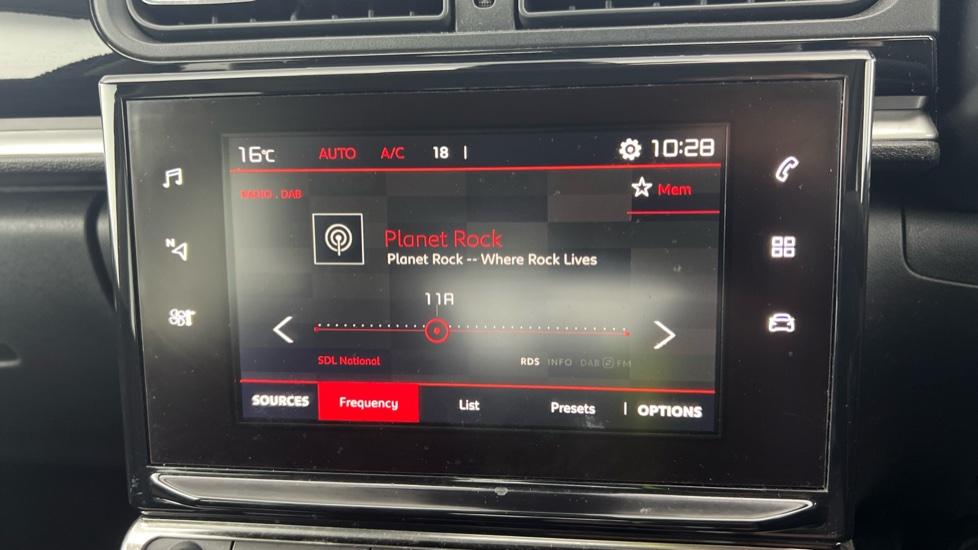 16°C AUTO A/C 18 10:28
RADIO . DAB
Mem
Planet Rock
Planet Rock -- Where Rock Lives
11A
SDL National RDS INFO DAB FM
SOURCES Frequency List Presets OPTIONS
N